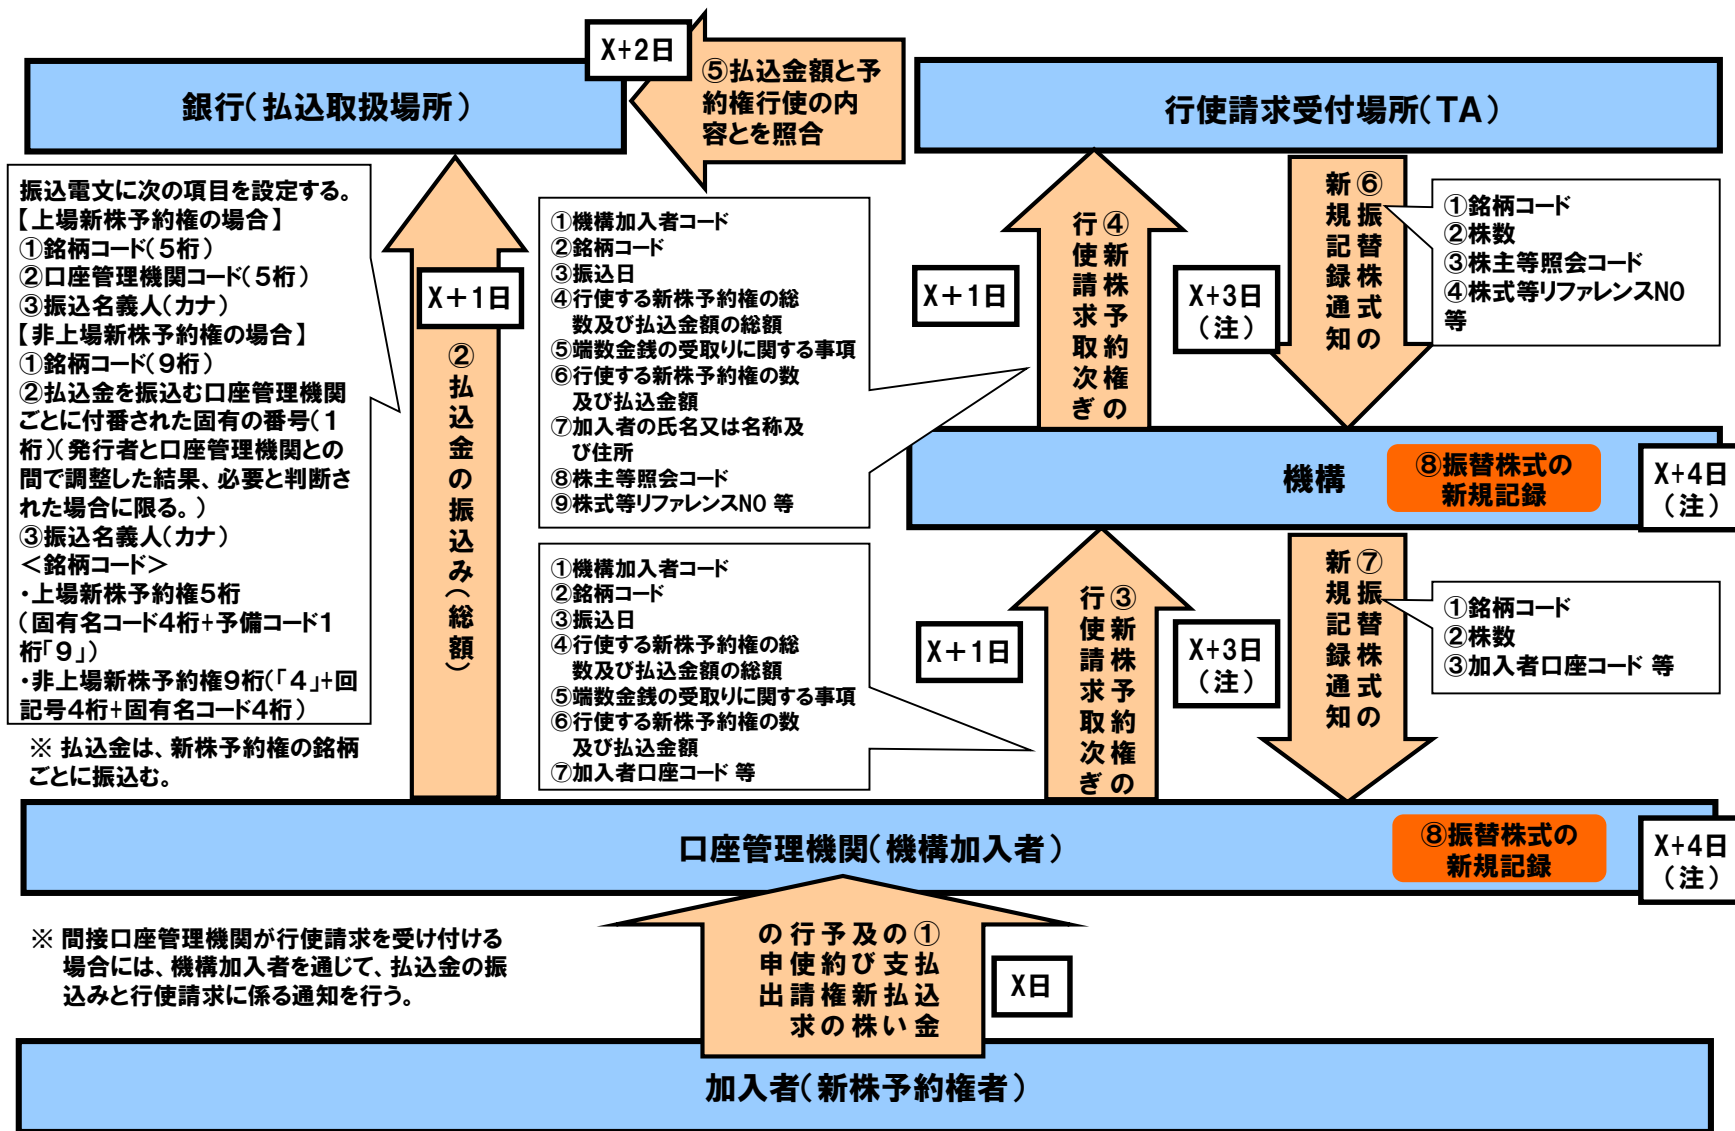 X+2日
銀行（払込取扱場所）
⑤払込金額と予
約権行使の内
容とを照合
行使請求受付場所（TA）
振込電文に次の項目を設定する。
【上場新株予約権の場合】
①銘柄コード（5桁）
②口座管理機関コード（5桁）
③振込名義人（カナ）
【非上場新株予約権の場合】
①銘柄コード（9桁）
②払込金を振込む口座管理機関
ごとに付番された固有の番号（1
桁）（発行者と口座管理機関との
間で調整した結果、必要と判断さ
れた場合に限る。）
③振込名義人（カナ）
＜銘柄コード＞
・上場新株予約権5桁
（固有名コード4桁+予備コード1
桁「9」）
・非上場新株予約権9桁（「4」+回
記号4桁+固有名コード4桁）
※ 払込金は、新株予約権の銘柄
ごとに振込む。
X＋1日
②払込金の振込み（総額）
①機構加入者コード
②銘柄コード
③振込日
④行使する新株予約権の総
数及び払込金額の総額
⑤端数金銭の受取りに関する事項
⑥行使する新株予約権の数
及び払込金額
⑦加入者の氏名又は名称及
び住所
⑧株主等照会コード
⑨株式等リファレンスNO 等
X＋1日
④新株予約権の
行使請求取次ぎ
X+3日
（注）
⑥振替株式の
新規記録通知
①銘柄コード
②株数
③株主等照会コード
④株式等リファレンスNO
等
機構
⑧振替株式の
新規記録
X+4日
（注）
①機構加入者コード
②銘柄コード
③振込日
④行使する新株予約権の総
数及び払込金額の総額
⑤端数金銭の受取りに関する事項
⑥行使する新株予約権の数
及び払込金額
⑦加入者口座コード 等
X＋1日
③新株予約権の
行使請求取次ぎ
X+3日
（注）
⑦振替株式の
新規記録通知
①銘柄コード
②株数
③加入者口座コード 等
口座管理機関（機構加入者）
⑧振替株式の
新規記録
X+4日
（注）
※ 間接口座管理機関が行使請求を受け付ける
場合には、機構加入者を通じて、払込金の振
込みと行使請求に係る通知を行う。
①払込金
の支払い
及び新株
予約権の
行使請求
の申出
X日
加入者（新株予約権者）